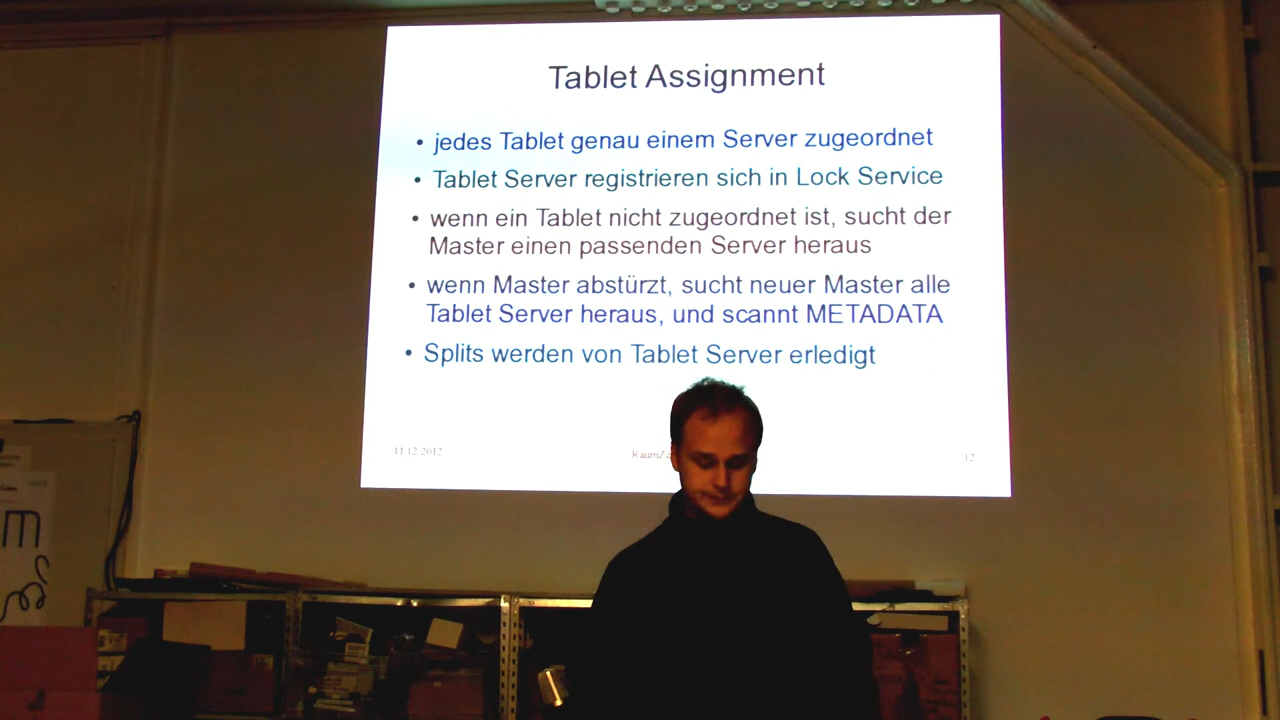 Tablet Assignment
• jedes Tablet genau einem Server zugeordnet
• Tablet Server registrieren sich in Lock Service
• wenn ein Tablet nicht zugeordnet ist, sucht der
Master einen passenden Server heraus
• wenn Master abstürzt, sucht neuer Master alle
Tablet Server heraus, und scannt METADATA
• Splits werden von Tablet Server erledigt
11.12.2012
12